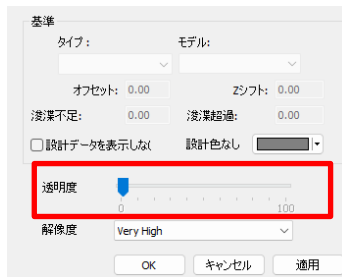 基準
タイプ: モデル:
オフセット: 0.00 Zシフト: 0.00
浚渫不足: 0.00 浚渫超過: 0.00
設計データを表示しな( 設計色なし
透明度
0 100
解像度 Very High
OK キャンセル 適用